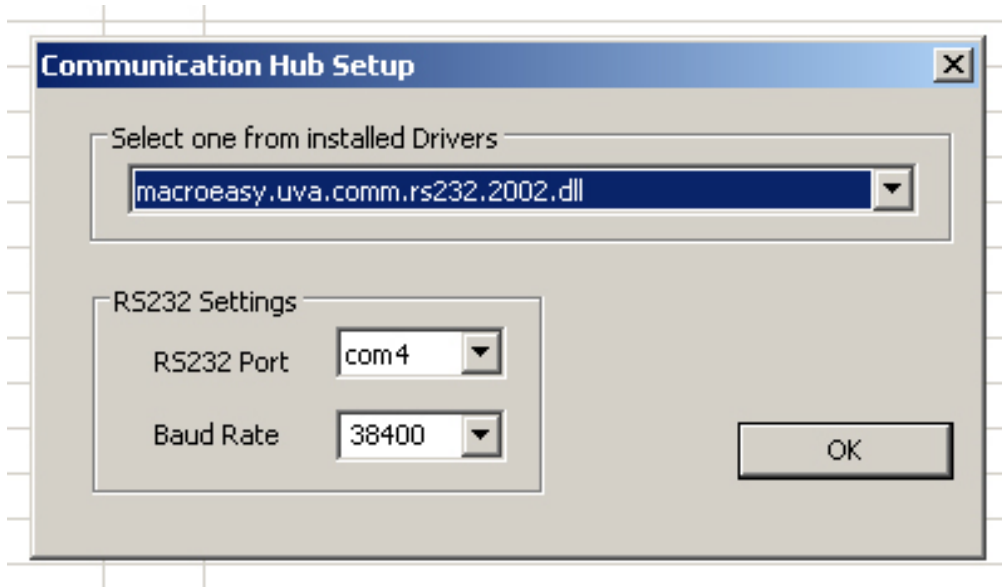 Communication Hub Setup
Select one from installed Drivers
macroeasy.uva.comm.rs232.2002.dll
RS232 Settings
RS232 Port com4
Baud Rate 38400
OK